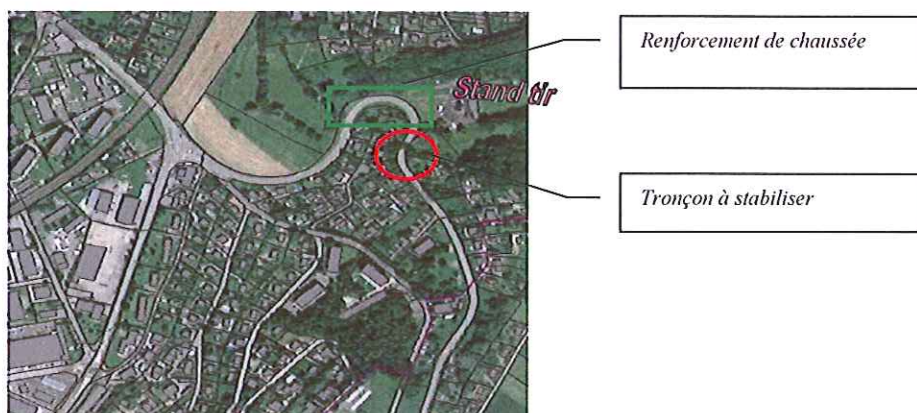 Renforcement de chaussée
Stand tir
Tronçon à stabiliser